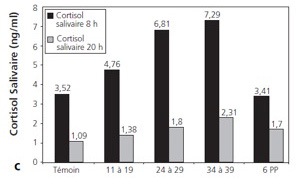 8
7
6
5
4
3
2
1
0
Cortisol Salivaire (ng/ml)
Cortisol
salivaire 8 h
Cortisol
salivaire 20 h
3,52
1,09
4,76
1,38
6,81
1,8
7,29
2,31
3,41
1,7
C
Témoin
11 à 19
24 à 29
34 à 39
6 PP